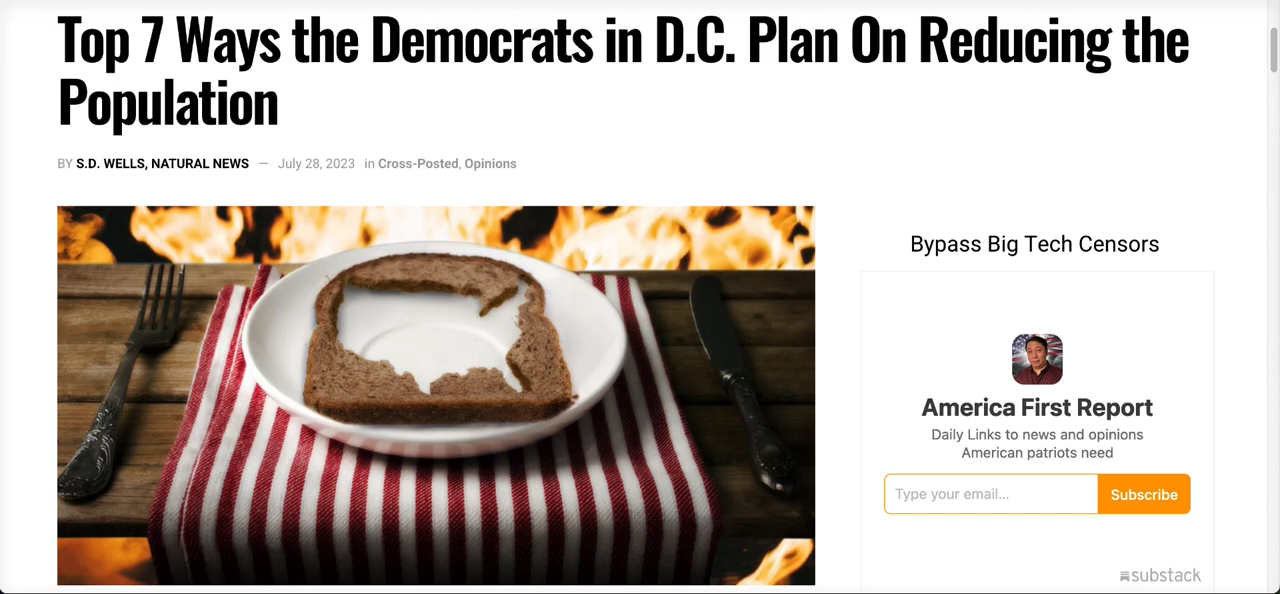 Top 7 Ways the Democrats in D.C. Plan On Reducing the
Population
BY S.D. WELLS, NATURAL NEWS — July 28, 2023 in Cross-Posted, Opinions
Bypass Big Tech Censors
America First Report
Daily Links to news and opinions
American patriots need
Type your email...
Subscribe
substack